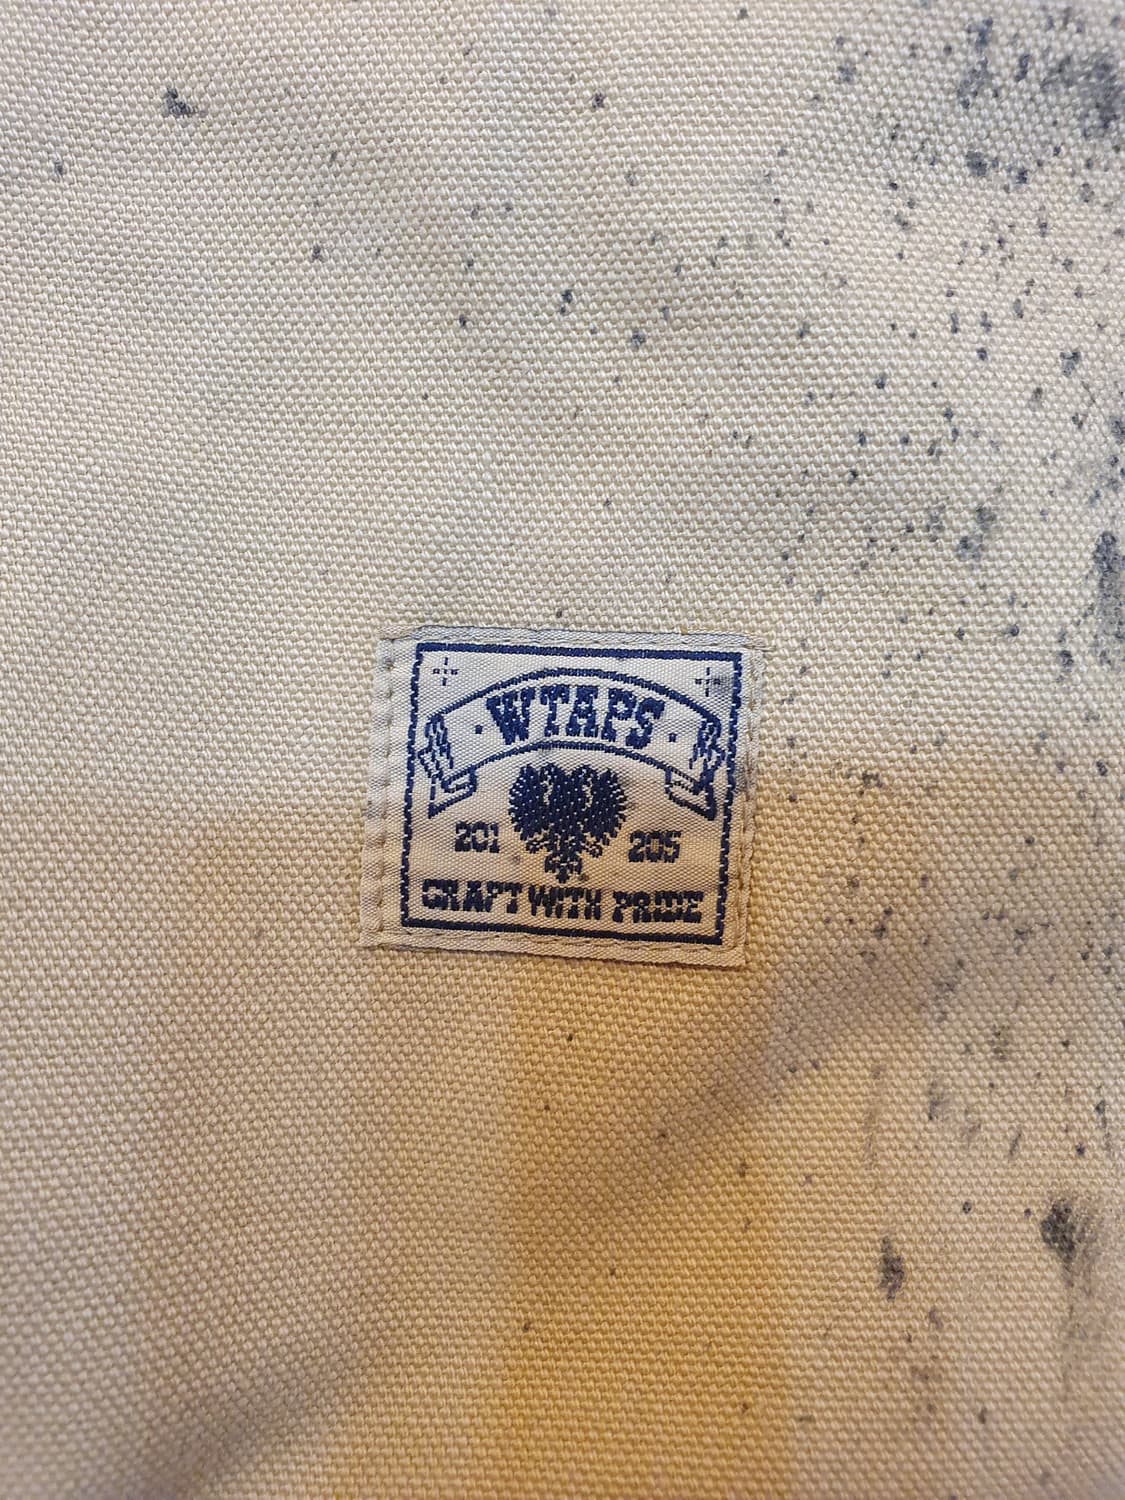 · WTAPS ·
201 205
CRAFT WITH PRIDE